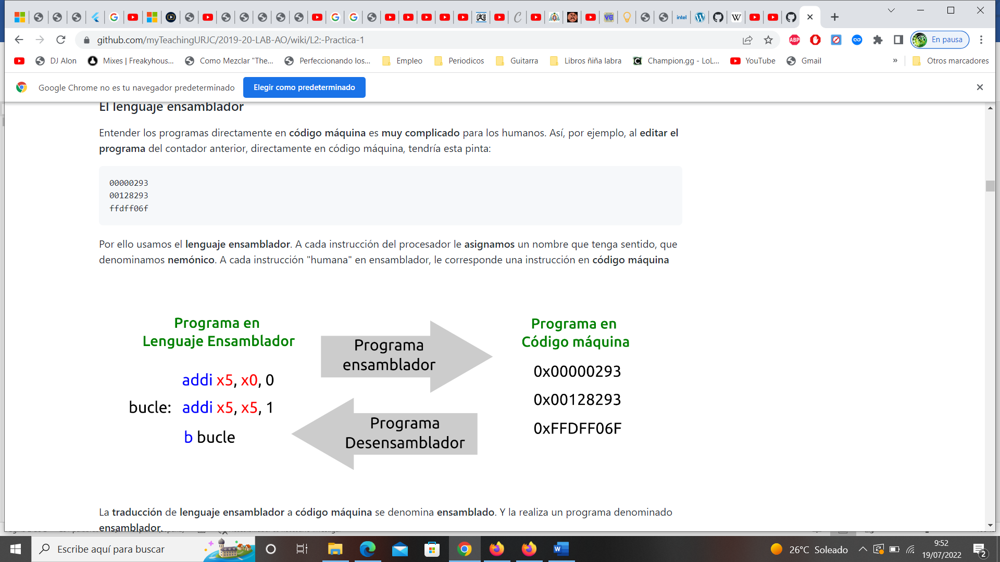 github.com/myTeachingURJC/2019-20-LAB-AO/wiki/L2:-Practica-1
ABP
En pausa
DJ Alon
Mixes | Freakyhous...
Como Mezclar "The...
Perfeccionando los...
Empleo
Periodicos
Guitarra
Libros ñiña labra
Champion.gg - LoL...
YouTube
Gmail
»
Otros marcadores
Google Chrome no es tu navegador predeterminado
Elegir como predeterminado
El lenguaje ensamblador
Entender los programas directamente en código máquina es muy complicado para los humanos. Así, por ejemplo, al editar el
programa del contador anterior, directamente en código máquina, tendría esta pinta:
00000293
00128293
ffdff06f
Por ello usamos el lenguaje ensamblador. A cada instrucción del procesador le asignamos un nombre que tenga sentido, que
denominamos nemónico. A cada instrucción "humana" en ensamblador, le corresponde una instrucción en código máquina
Programa en
Lenguaje Ensamblador
addi x5, x0, 0
bucle: addi x5, x5, 1
b bucle
Programa
ensamblador
Programa
Desensamblador
Programa en
Código máquina
0x00000293
0x00128293
0xFFDFF06F
La traducción de lenguaje ensamblador a código máquina se denomina ensamblado. Y la realiza un programa denominado
ensamblador.
Escribe aquí para buscar
26°C Soleado
9:52
19/07/2022
2